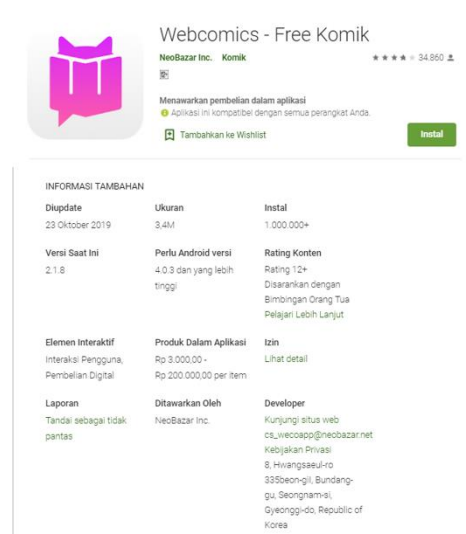 Webcomics - Free Komik
NeoBazar Inc. Komik 34.860
12+
Menawarkan pembelian dalam aplikasi
Aplikasi ini kompatibel dengan semua perangkat Anda.
Tambahkan ke Wishlist
Instal
INFORMASI TAMBAHAN
Diupdate
23 Oktober 2019
Ukuran
3,4M
Instal
1.000.000+
Versi Saat Ini
2.1.8
Perlu Android versi
4.0.3 dan yang lebih
tinggi
Rating Konten
Rating 12+
Disarankan dengan
Bimbingan Orang Tua
Pelajari Lebih Lanjut
Elemen Interaktif
Interaksi Pengguna,
Pembelian Digital
Produk Dalam Aplikasi
Rp 3.000,00 -
Rp 200.000,00 per item
Izin
Lihat detail
Laporan
Tandai sebagai tidak
pantas
Ditawarkan Oleh
NeoBazar Inc.
Developer
Kunjungi situs web
cs_wecoapp@neobazar.net
Kebijakan Privasi
8, Hwangsaeul-ro
335beon-gil, Bundang-
gu, Seongnam-si,
Gyeonggi-do, Republic of
Korea